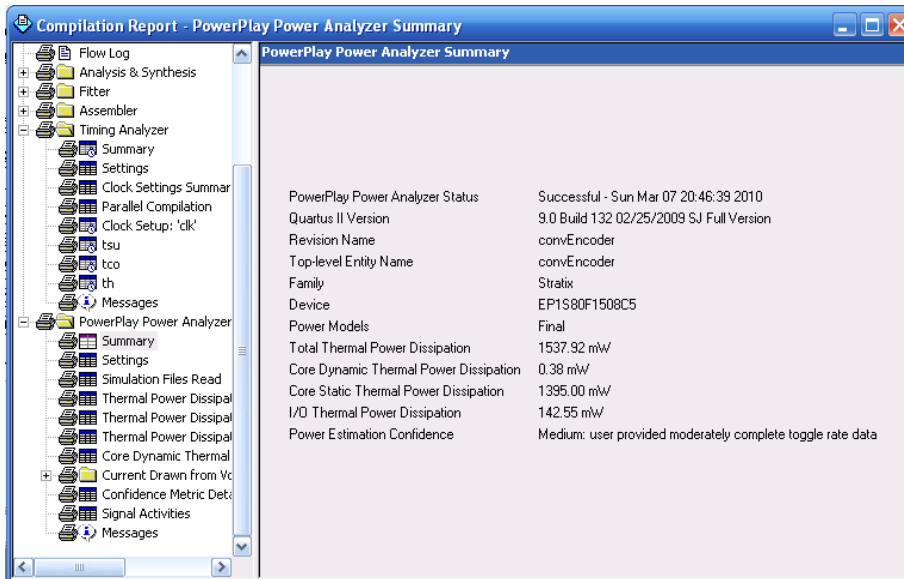 Compilation Report - PowerPlay Power Analyzer Summary
Flow Log
Analysis & Synthesis
Fitter
Assembler
Timing Analyzer
Summary
Settings
Clock Settings Summar
Parallel Compilation
Clock Setup: 'clk'
tsu
tco
th
Messages
PowerPlay Power Analyzer
Summary
Settings
Simulation Files Read
Thermal Power Dissipa
Thermal Power Dissipa
Thermal Power Dissipa
Core Dynamic Thermal
Current Drawn from Vc
Confidence Metric Deta
Signal Activities
Messages
PowerPlay Power Analyzer Summary
PowerPlay Power Analyzer Status Successful - Sun Mar 07 20:46:39 2010
Quartus II Version 9.0 Build 132 02/25/2009 SJ Full Version
Revision Name convEncoder
Top-level Entity Name convEncoder
Family Stratix
Device EP1S80F1508C5
Power Models Final
Total Thermal Power Dissipation 1537.92 mW
Core Dynamic Thermal Power Dissipation 0.38 mW
Core Static Thermal Power Dissipation 1395.00 mW
I/O Thermal Power Dissipation 142.55 mW
Power Estimation Confidence Medium: user provided moderately complete toggle rate data